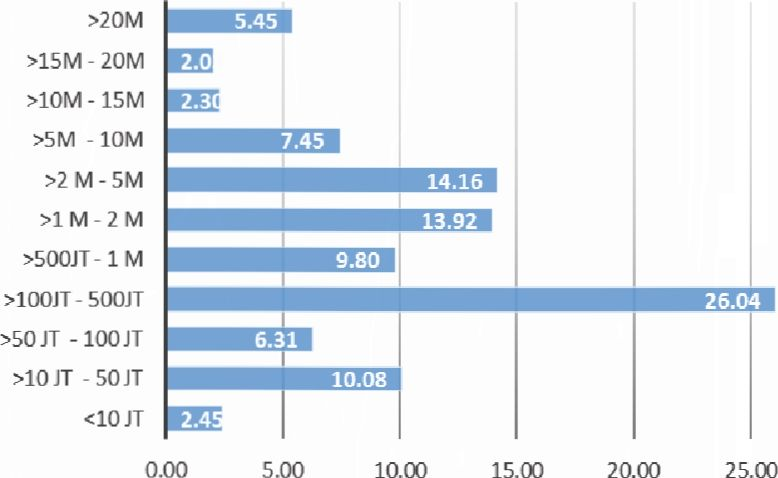 >20M 5.45
>15M - 20M 2.0
>10M - 15M 2.30
>5M - 10M 7.45
>2 M - 5M 14.16
>1 M - 2 M 13.92
>500JT - 1 M 9.80
>100JT - 500JT 26.04
>50 JT - 100 JT 6.31
>10 JT - 50 JT 10.08
<10 JT 2.45
0.00 5.00 10.00 15.00 20.00 25.00